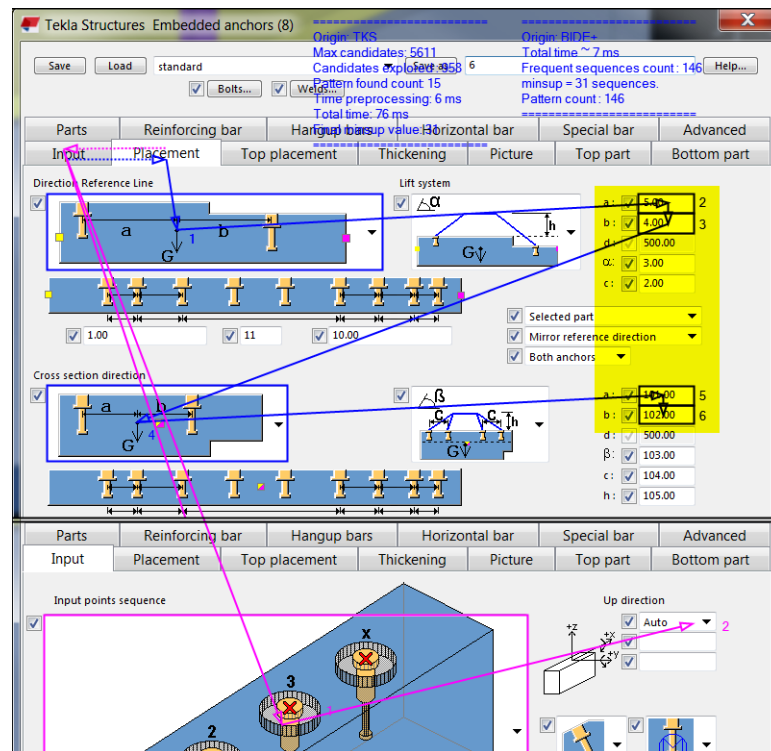 Tekla Structures Embedded anchors (8)
Origin: TKS
Max candidates: 5611
Candidates explored: 958
Pattern found count: 15
Time preprocessing: 6 ms
Total time: 76 ms
Final minsup value: 31
Origin: BIDE+
Total time ~ 7 ms
Frequent sequences count: 146
minsup = 31 sequences.
Pattern count: 146
Save Load standard Save as 6 Help...
Bolts... Welds...
Parts Reinforcing bar Hangup bars Horizontal bar Special bar Advanced
Input Placement Top placement Thickening Picture Top part Bottom part
Direction Reference Line Lift system
a b G 1
α h G
a: 5.00 2
b: 4.00 3
d: 500.00
α: 3.00
c: 2.00
1.00 11 10.00
Selected part
Mirror reference direction
Both anchors
Cross section direction
a b G 4
β C C h G
a: 5
b: 102.00 6
d: 500.00
β: 103.00
c: 104.00
h: 105.00
Parts Reinforcing bar Hangup bars Horizontal bar Special bar Advanced
Input Placement Top placement Thickening Picture Top part Bottom part
Input points sequence Up direction
Auto 2
+z +x +y
x
3
1
2